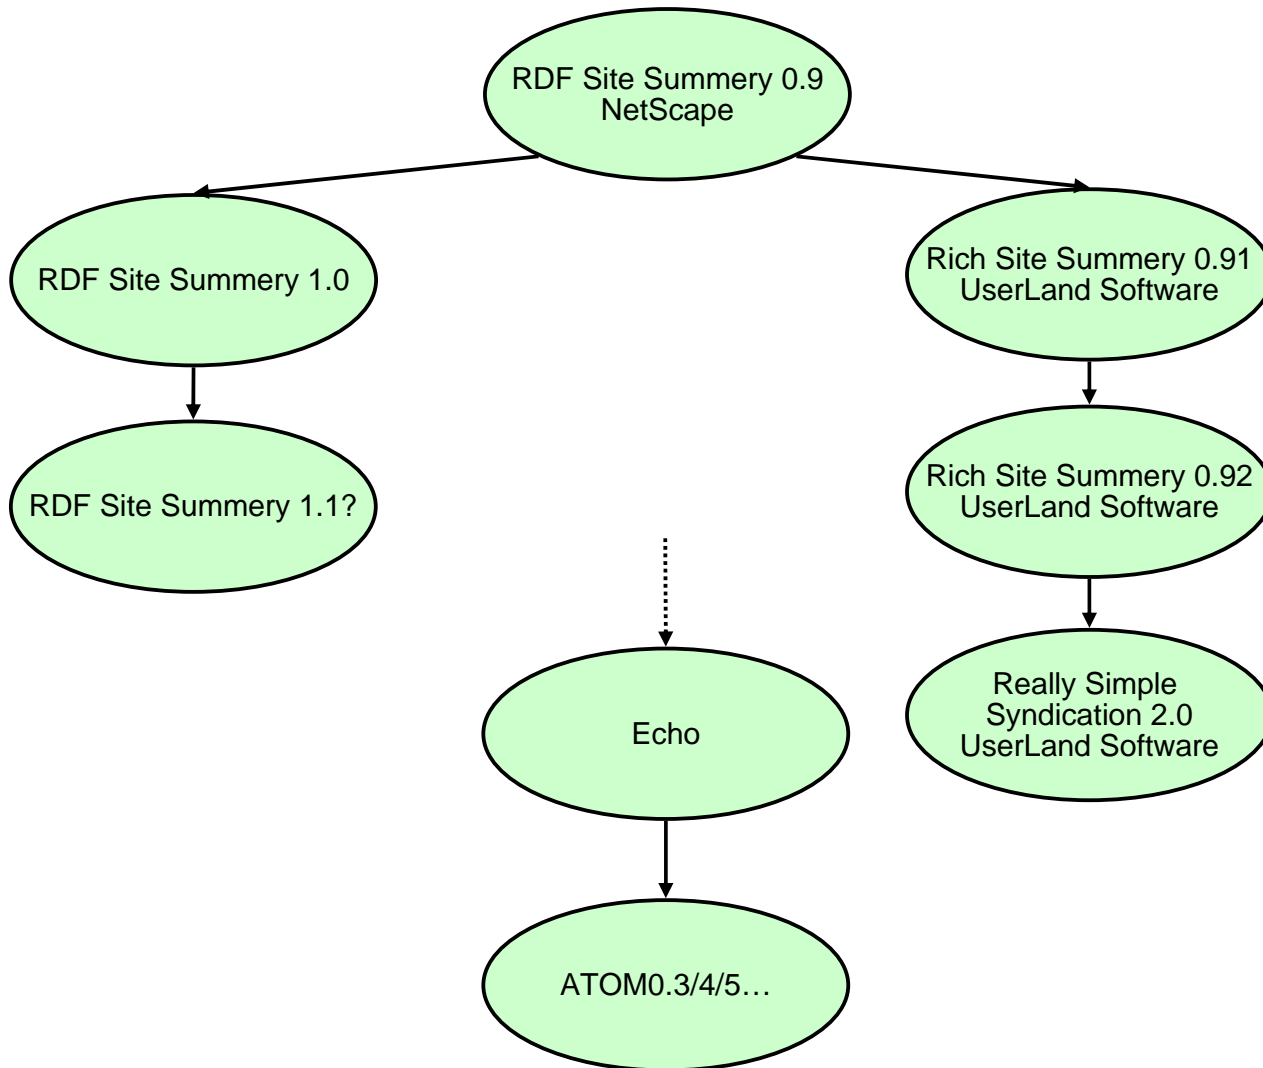 RDF Site Summery 0.9
NetScape
RDF Site Summery 1.0
Rich Site Summery 0.91
UserLand Software
RDF Site Summery 1.1?
Rich Site Summery 0.92
UserLand Software
Echo
Really Simple
Syndication 2.0
UserLand Software
ATOM0.3/4/5…